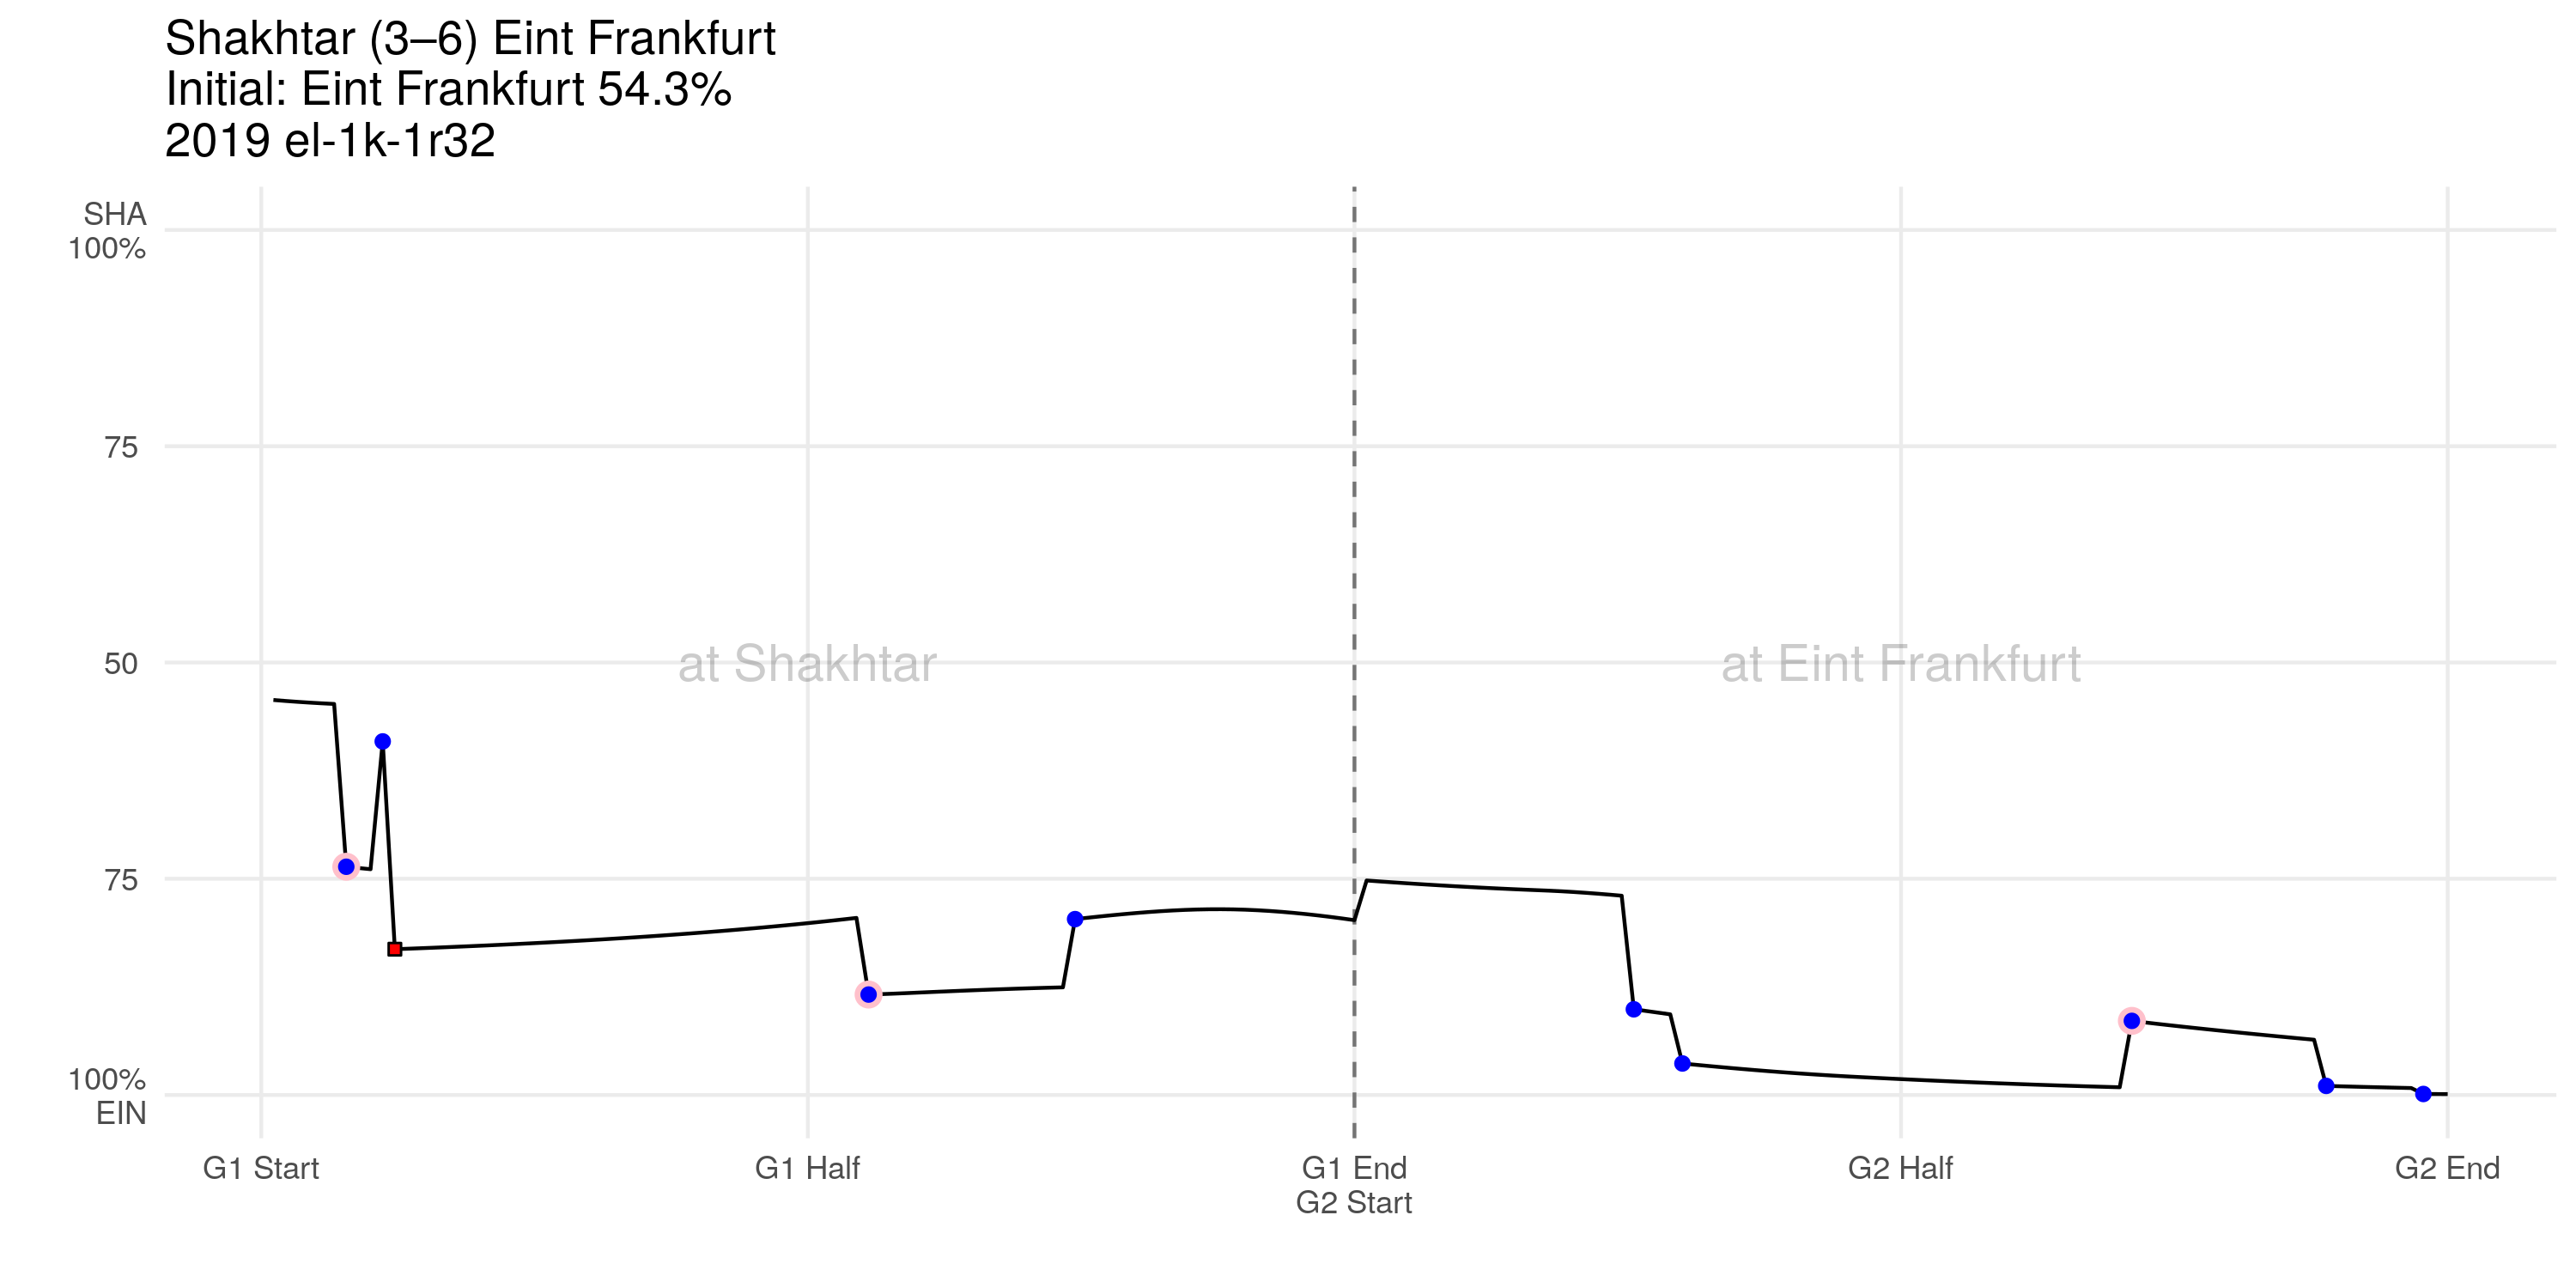 Shakhtar (3–6) Eint Frankfurt
Initial: Eint Frankfurt 54.3%
2019 el-1k-1r32
SHA
100%
75
50
75
100%
EIN
at Shakhtar
at Eint Frankfurt
G1 Start
G1 Half
G1 End
G2 Start
G2 Half
G2 End